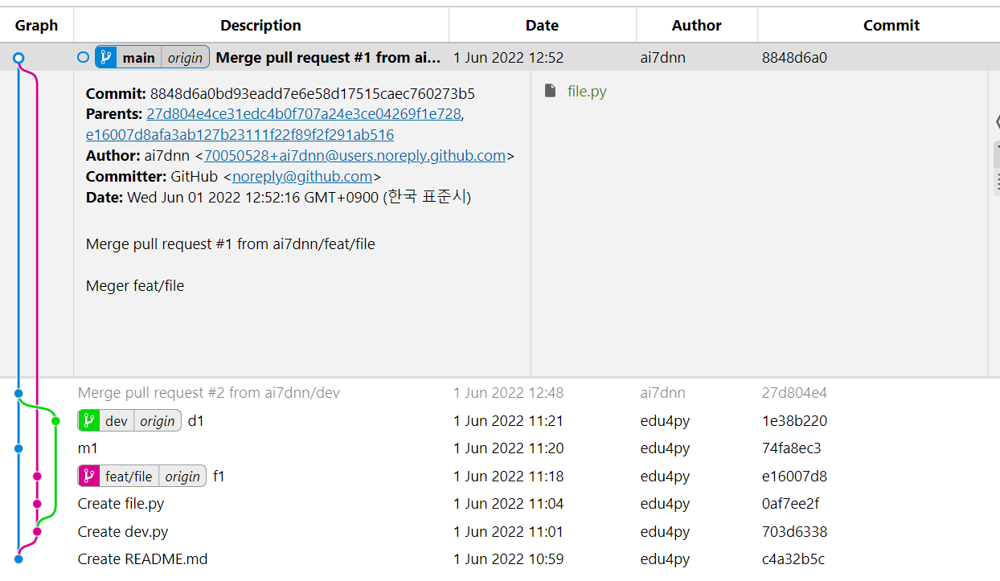 Graph Description Date Author Commit
main origin Merge pull request #1 from ai... 1 Jun 2022 12:52 ai7dnn 8848d6a0
Commit: 8848d6a0bd93eadd7e6e58d17515caec760273b5
Parents: 27d804e4ce31edc4b0f707a24e3ce04269f1e728,
e16007d8afa3ab127b23111f22f89f2f291ab516
Author: ai7dnn <70050528+ai7dnn@users.noreply.github.com>
Committer: GitHub <noreply@github.com>
Date: Wed Jun 01 2022 12:52:16 GMT+0900 (한국 표준시)
Merge pull request #1 from ai7dnn/feat/file
Meger feat/file
file.py
Merge pull request #2 from ai7dnn/dev 1 Jun 2022 12:48 ai7dnn 27d804e4
dev origin d1 1 Jun 2022 11:21 edu4py 1e38b220
m1 1 Jun 2022 11:20 edu4py 74fa8ec3
feat/file origin f1 1 Jun 2022 11:18 edu4py e16007d8
Create file.py 1 Jun 2022 11:04 edu4py 0af7ee2f
Create dev.py 1 Jun 2022 11:01 edu4py 703d6338
Create README.md 1 Jun 2022 10:59 edu4py c4a32b5c